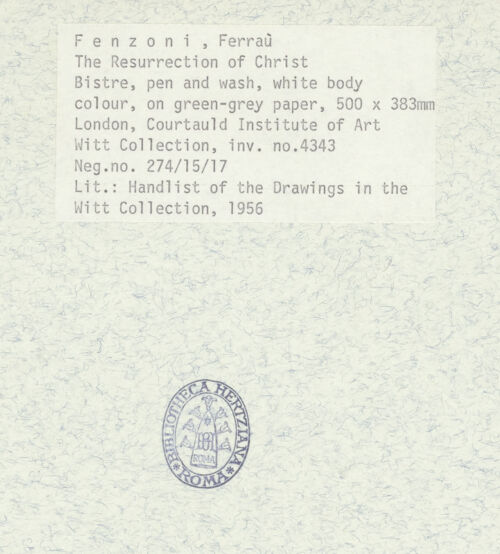 Fenzoni, Ferraù
The Resurrection of Christ
Bistre, pen and wash, white body
colour, on green-grey paper, 500 x 383mm
London, Courtauld Institute of Art
Witt Collection, inv. no.4343
Neg.no. 274/15/17
Lit.: Handlist of the Drawings in the
Witt Collection, 1956
BIBLIOTHECA HERTZIANA
ROMA
* ROMA *